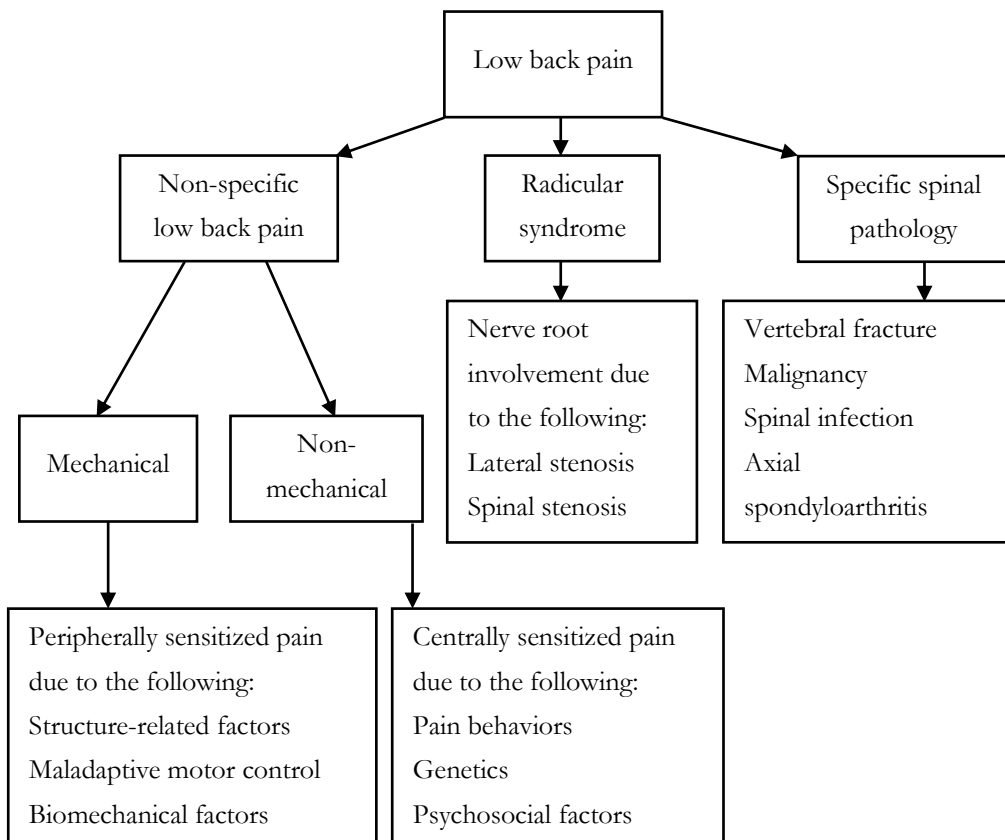 Low back pain
Non-specific
low back pain
Radicular
syndrome
Specific spinal
pathology
Nerve root
involvement due
to the following:
Lateral stenosis
Spinal stenosis
Vertebral fracture
Malignancy
Spinal infection
Axial
spondyloarthritis
Mechanical
Non-
mechanical
Peripherally sensitized pain
due to the following:
Structure-related factors
Maladaptive motor control
Biomechanical factors
Centrally sensitized pain
due to the following:
Pain behaviors
Genetics
Psychosocial factors